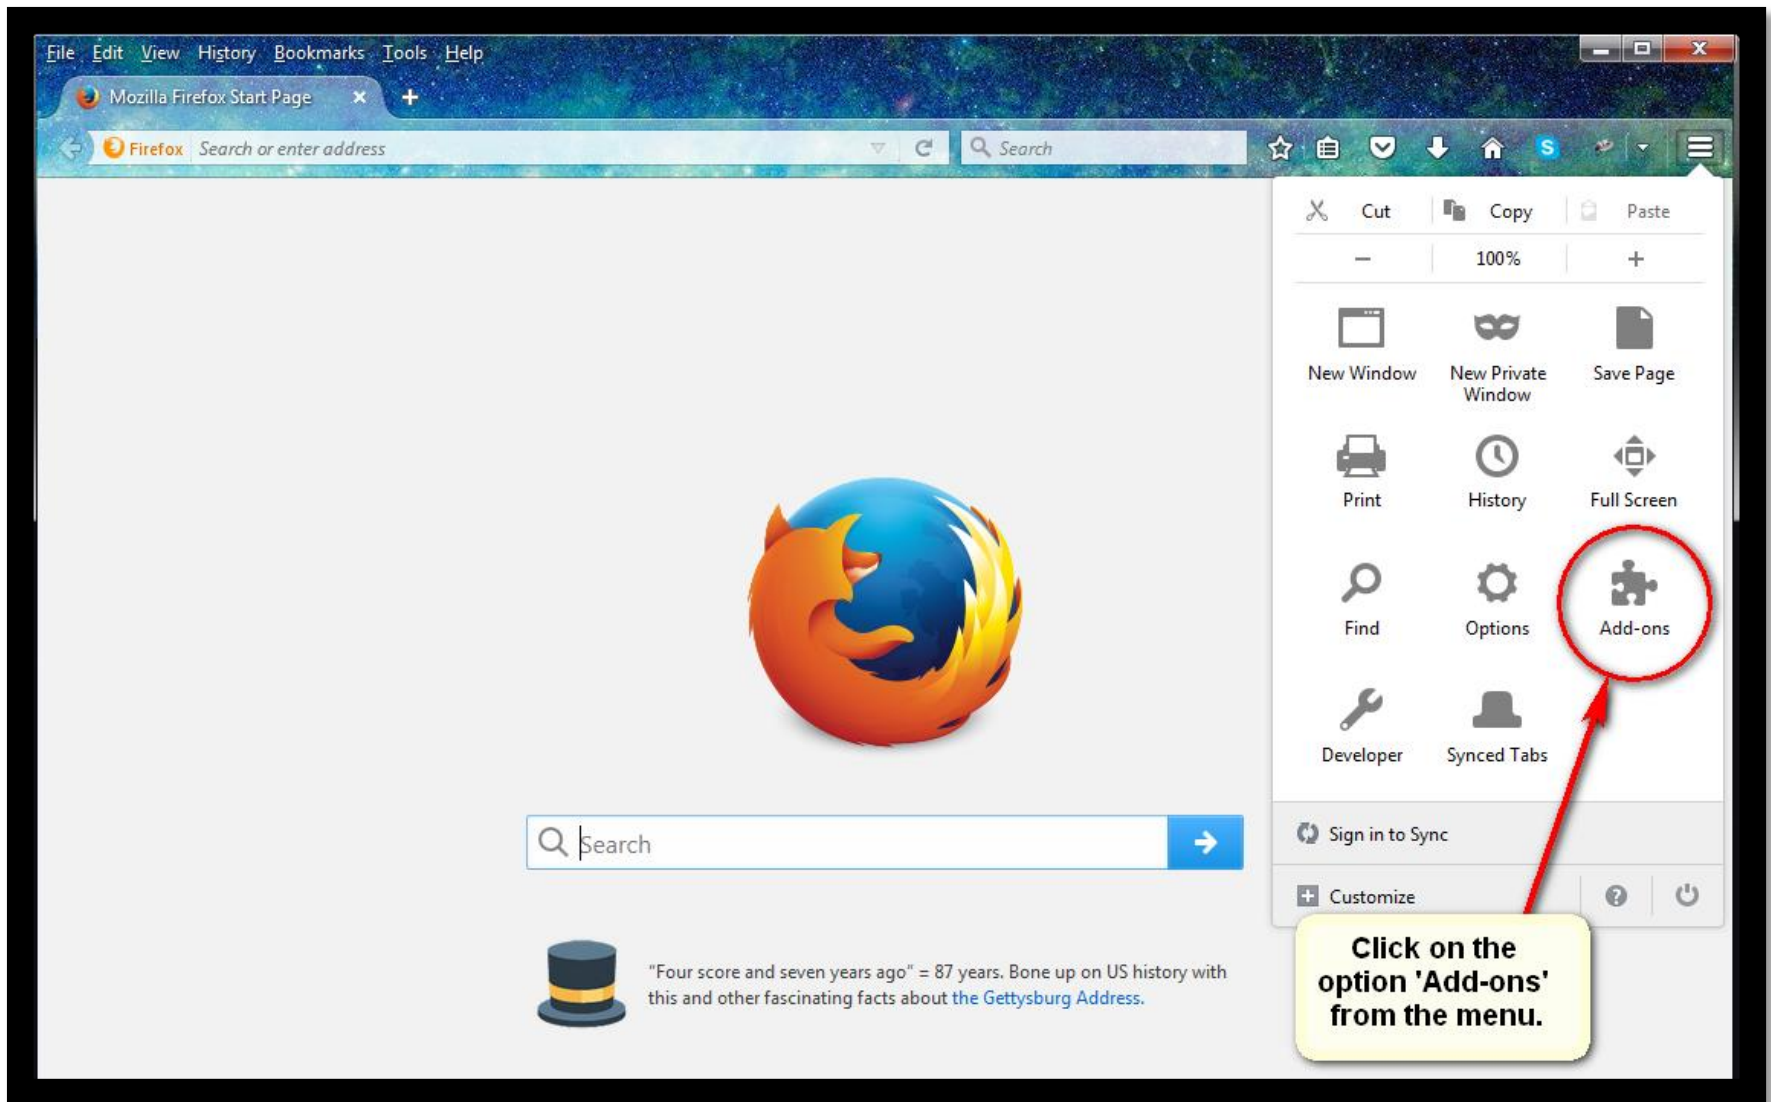 File Edit View History Bookmarks Tools Help
Mozilla Firefox Start Page
Firefox Search or enter address
Search
Cut Copy Paste
100%
New Window
New Private
Window
Save Page
Print
History
Full Screen
Find
Options
Add-ons
Developer
Synced Tabs
Sign in to Sync
Customize
Search
"Four score and seven years ago" = 87 years. Bone up on US history with
this and other fascinating facts about the Gettysburg Address.
Click on the
option 'Add-ons'
from the menu.